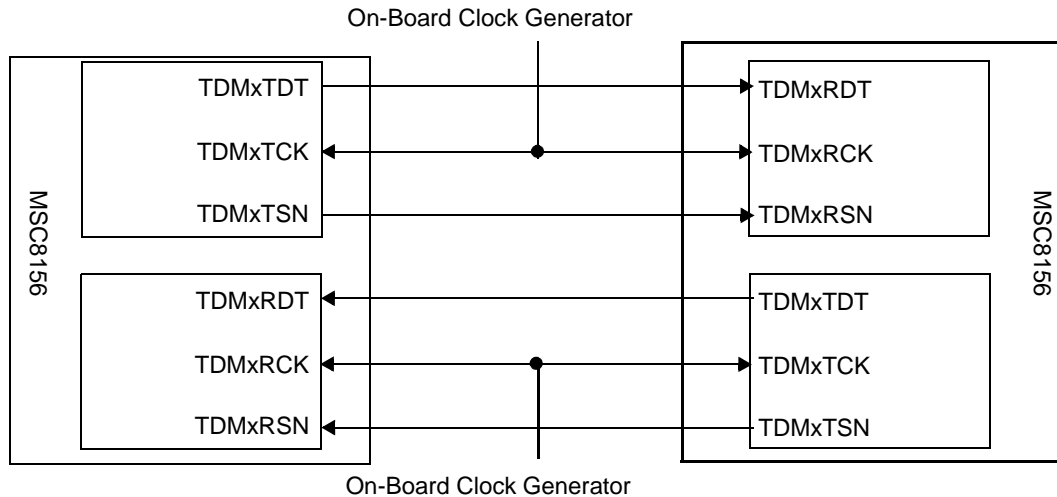 On-Board Clock Generator
TDMxTDT
TDMxRDT
TDMxTCK
TDMxRCK
TDMxTSN
TDMxRSN
MSC8156
MSC8156
TDMxRDT
TDMxTDT
TDMxRCK
TDMxTCK
TDMxRSN
TDMxTSN
On-Board Clock Generator